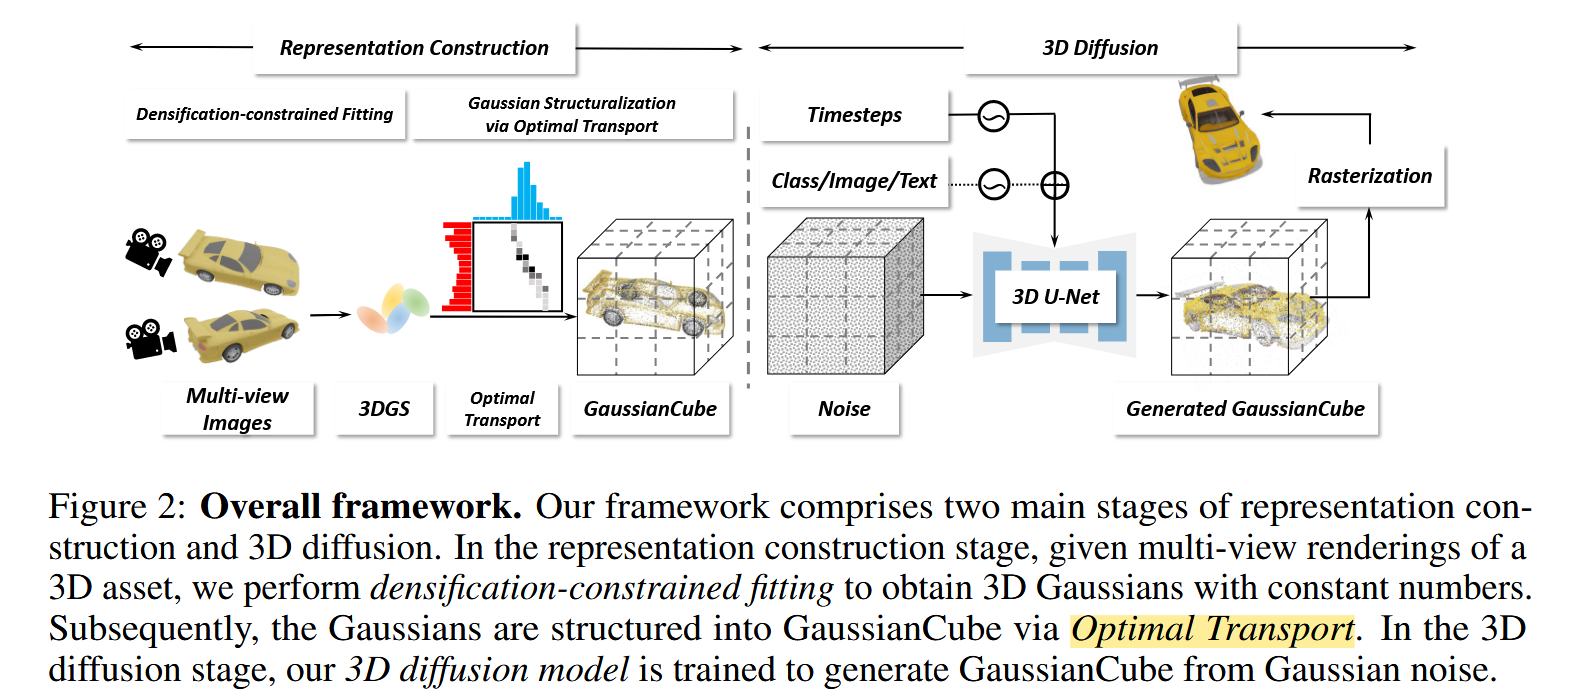 Representation Construction
3D Diffusion
Densification-constrained Fitting
Gaussian Structuralization
via Optimal Transport
Timesteps
Class/Image/Text
Rasterization
3D U-Net
Multi-view
Images
3DGS
Optimal
Transport
GaussianCube
Noise
Generated GaussianCube
Figure 2: Overall framework. Our framework comprises two main stages of representation con-
struction and 3D diffusion. In the representation construction stage, given multi-view renderings of a
3D asset, we perform densification-constrained fitting to obtain 3D Gaussians with constant numbers.
Subsequently, the Gaussians are structured into GaussianCube via Optimal Transport. In the 3D
diffusion stage, our 3D diffusion model is trained to generate GaussianCube from Gaussian noise.